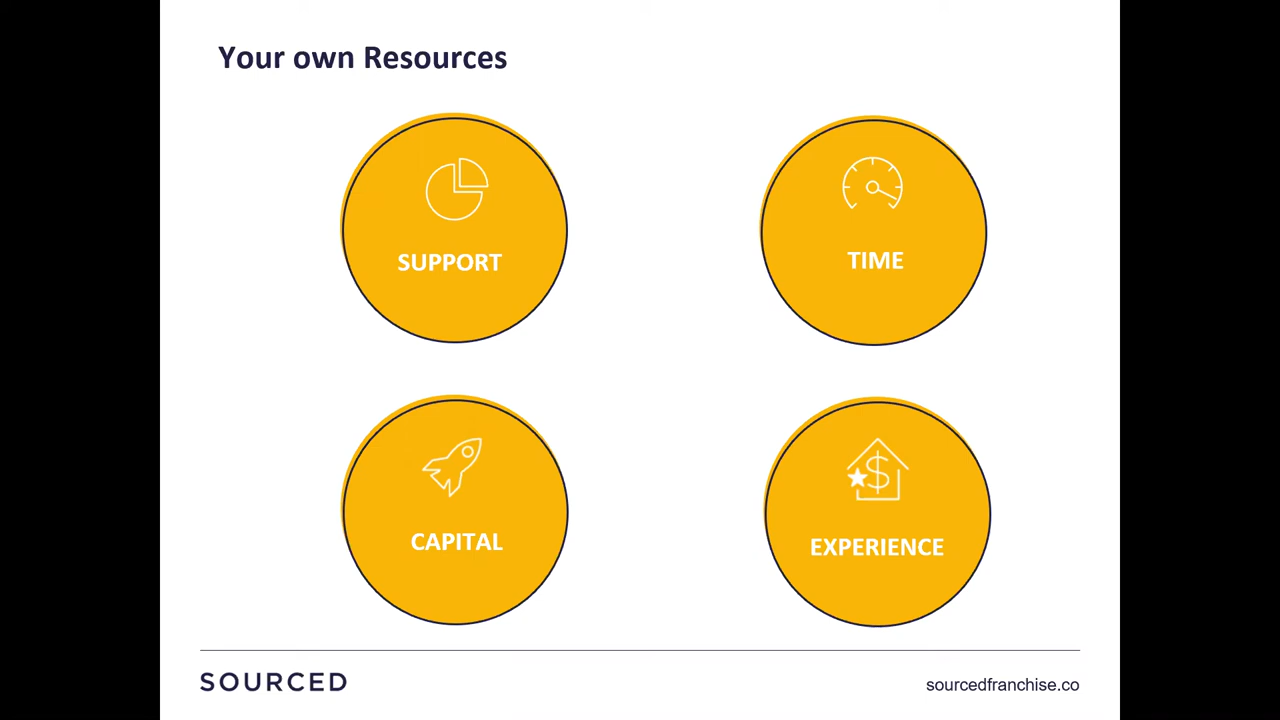 Your own Resources
SUPPORT
TIME
CAPITAL
EXPERIENCE
SOURCED
sourcedfranchise.co